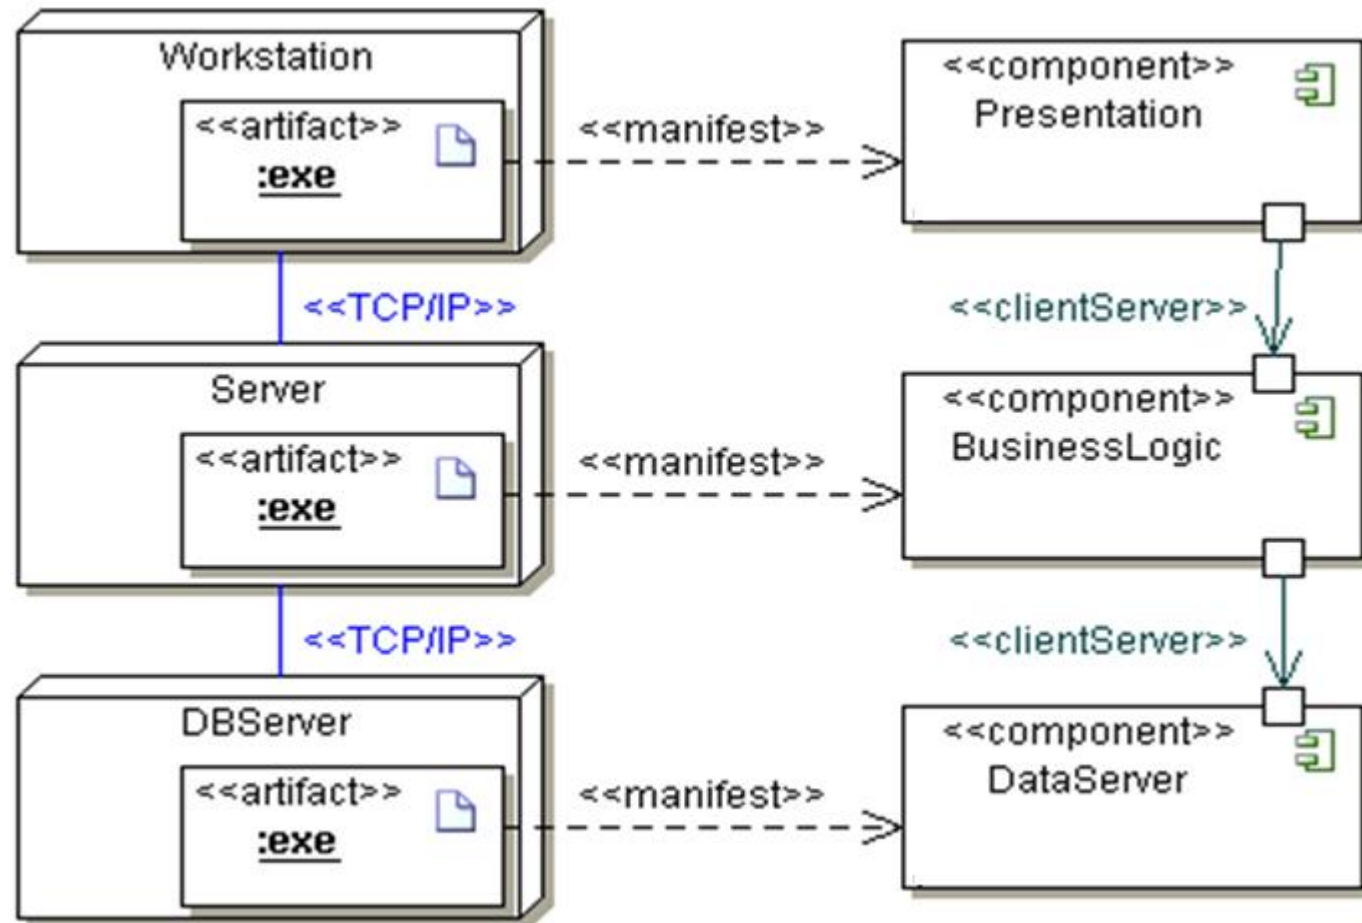 Workstation
<<artifact>>
:exe
<<manifest>>
<<component>>
Presentation
<<TCP/IP>>
<<clientServer>>
Server
<<artifact>>
:exe
<<manifest>>
<<component>>
BusinessLogic
<<TCP/IP>>
<<clientServer>>
DBServer
<<artifact>>
:exe
<<manifest>>
<<component>>
DataServer